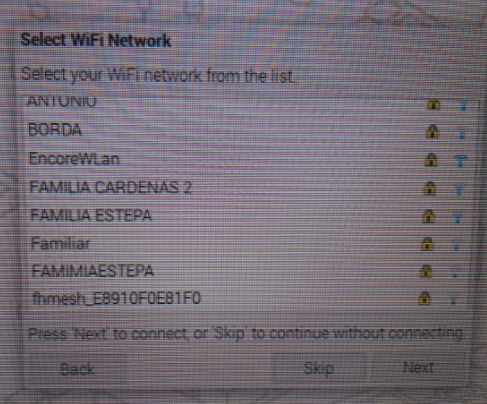 Select WiFi Network
Select your WiFi network from the list.
ANTONIO
BORDA
EncoreWLan
FAMILIA CARDENAS 2
FAMILIA ESTEPA
Familiar
FAMIMIAESTEPA
fhmesh_E8910F0E81F0
Press 'Next' to connect, or 'Skip' to continue without connecting.
Back Skip Next